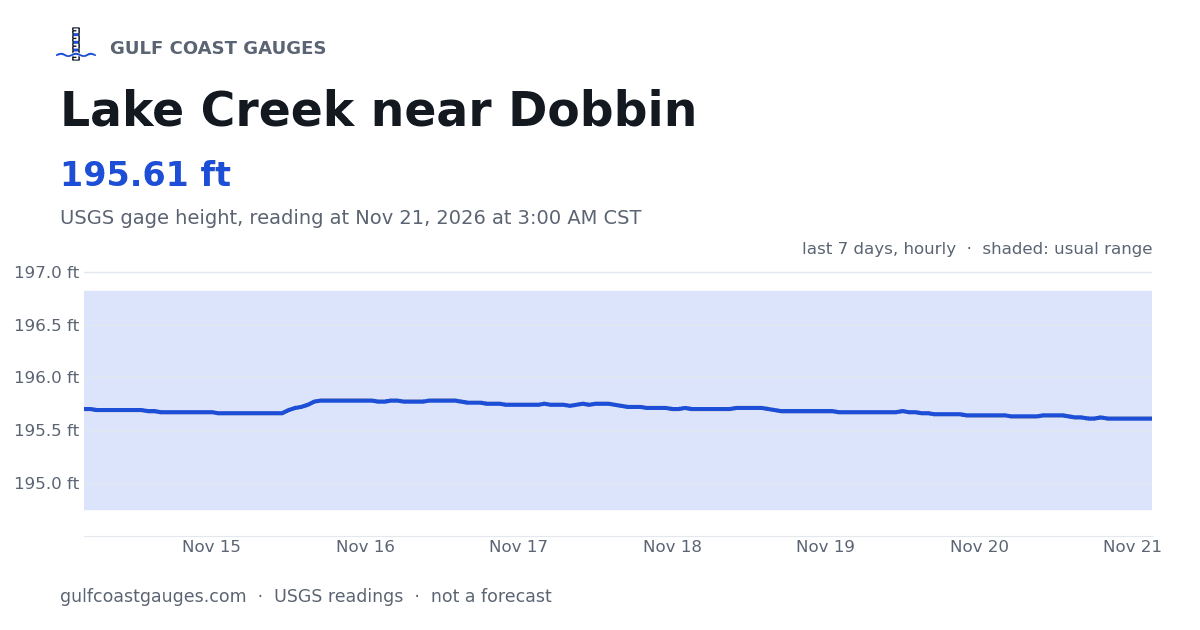 GULF COAST GAUGES
Lake Creek near Dobbin
195.61 ft
USGS gage height, reading at Nov 21, 2026 at 3:00 AM CST
last 7 days, hourly · shaded: usual range
197.0 ft
196.5 ft
196.0 ft
195.5 ft
195.0 ft
Nov 15 Nov 16 Nov 17 Nov 18 Nov 19 Nov 20 Nov 21
gulfcoastgauges.com · USGS readings · not a forecast